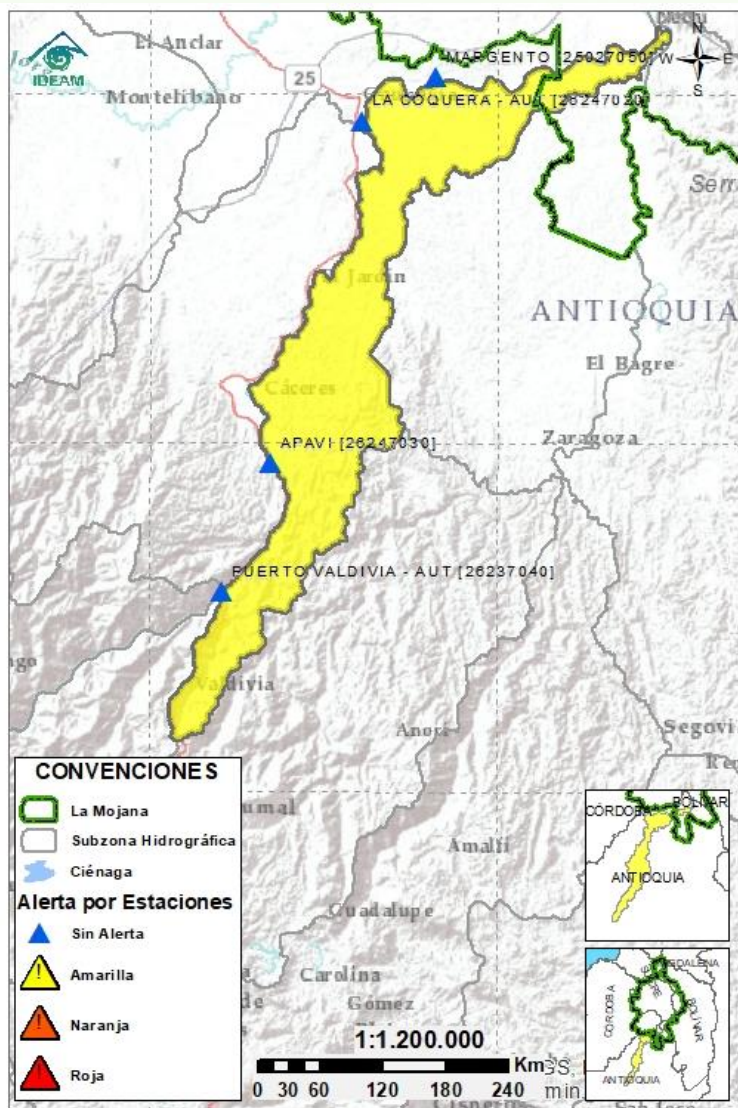 IDEAM
El Anclar
25
Montelibano
N
W
E
S
MARGENTO [25027050]
LA COQUERA - AUT [26247020]
Jardín
ANTIOQUIA
El Bagre
Cáceres
Zaragoza
APAVI [26247030]
PUERTO VALDIVIA - AUT [26237040]
Valdivia
Anorí
Amalfi
Guadalupe
Carolina
Gómez
CONVENCIONES
La Mojana
Subzona Hidrográfica
Ciénaga
Alerta por Estaciones
Sin Alerta
Amarilla
Naranja
Roja
1:1.200.000
Km
0 30 60 120 180 240
CÓRDOBA
BOLÍVAR
ANTIOQUIA
CORDOBA
BOLÍVAR
ANTIOQUIA